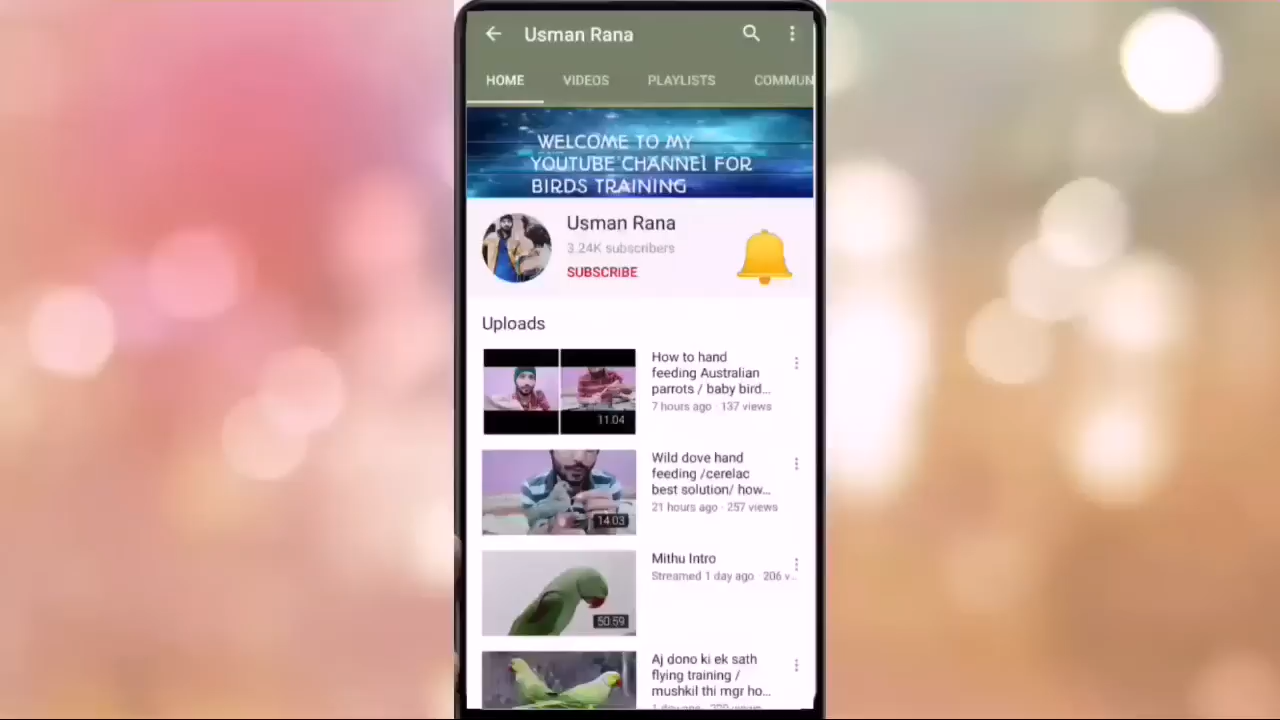 Usman Rana
HOME VIDEOS PLAYLISTS COMMUN
WELCOME TO MY
YOUTUBE CHANNEl FOR
BIRDS TRAINING
Usman Rana
3.24K subscribers
SUBSCRIBE
Uploads
How to hand
feeding Australian
parrots / baby bird...
7 hours ago · 137 views
11:04
Wild dove hand
feeding /cerelac
best solution/ how...
21 hours ago · 257 views
14:03
Mithu Intro
Streamed 1 day ago · 206 v...
50:59
Aj dono ki ek sath
flying training /
mushkil thi mgr ho...